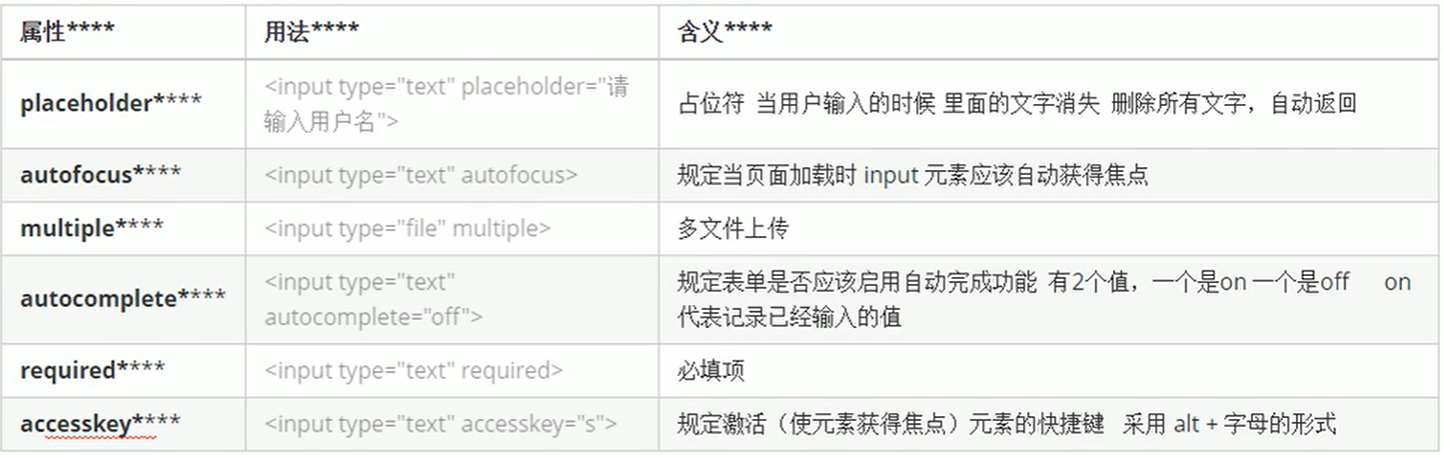 属性**** 用法**** 含义****
placeholder**** <input type="text" placeholder="请
输入用户名"> 占位符 当用户输入的时候 里面的文字消失 删除所有文字，自动返回
autofocus**** <input type="text" autofocus> 规定当页面加载时 input 元素应该自动获得焦点
multiple**** <input type="file" multiple> 多文件上传
autocomplete**** <input type="text"
autocomplete="off"> 规定表单是否应该启用自动完成功能 有2个值，一个是on 一个是off on
代表记录已经输入的值
required**** <input type="text" required> 必填项
accesskey**** <input type="text" accesskey="s"> 规定激活（使元素获得焦点）元素的快捷键 采用 alt + 字母的形式